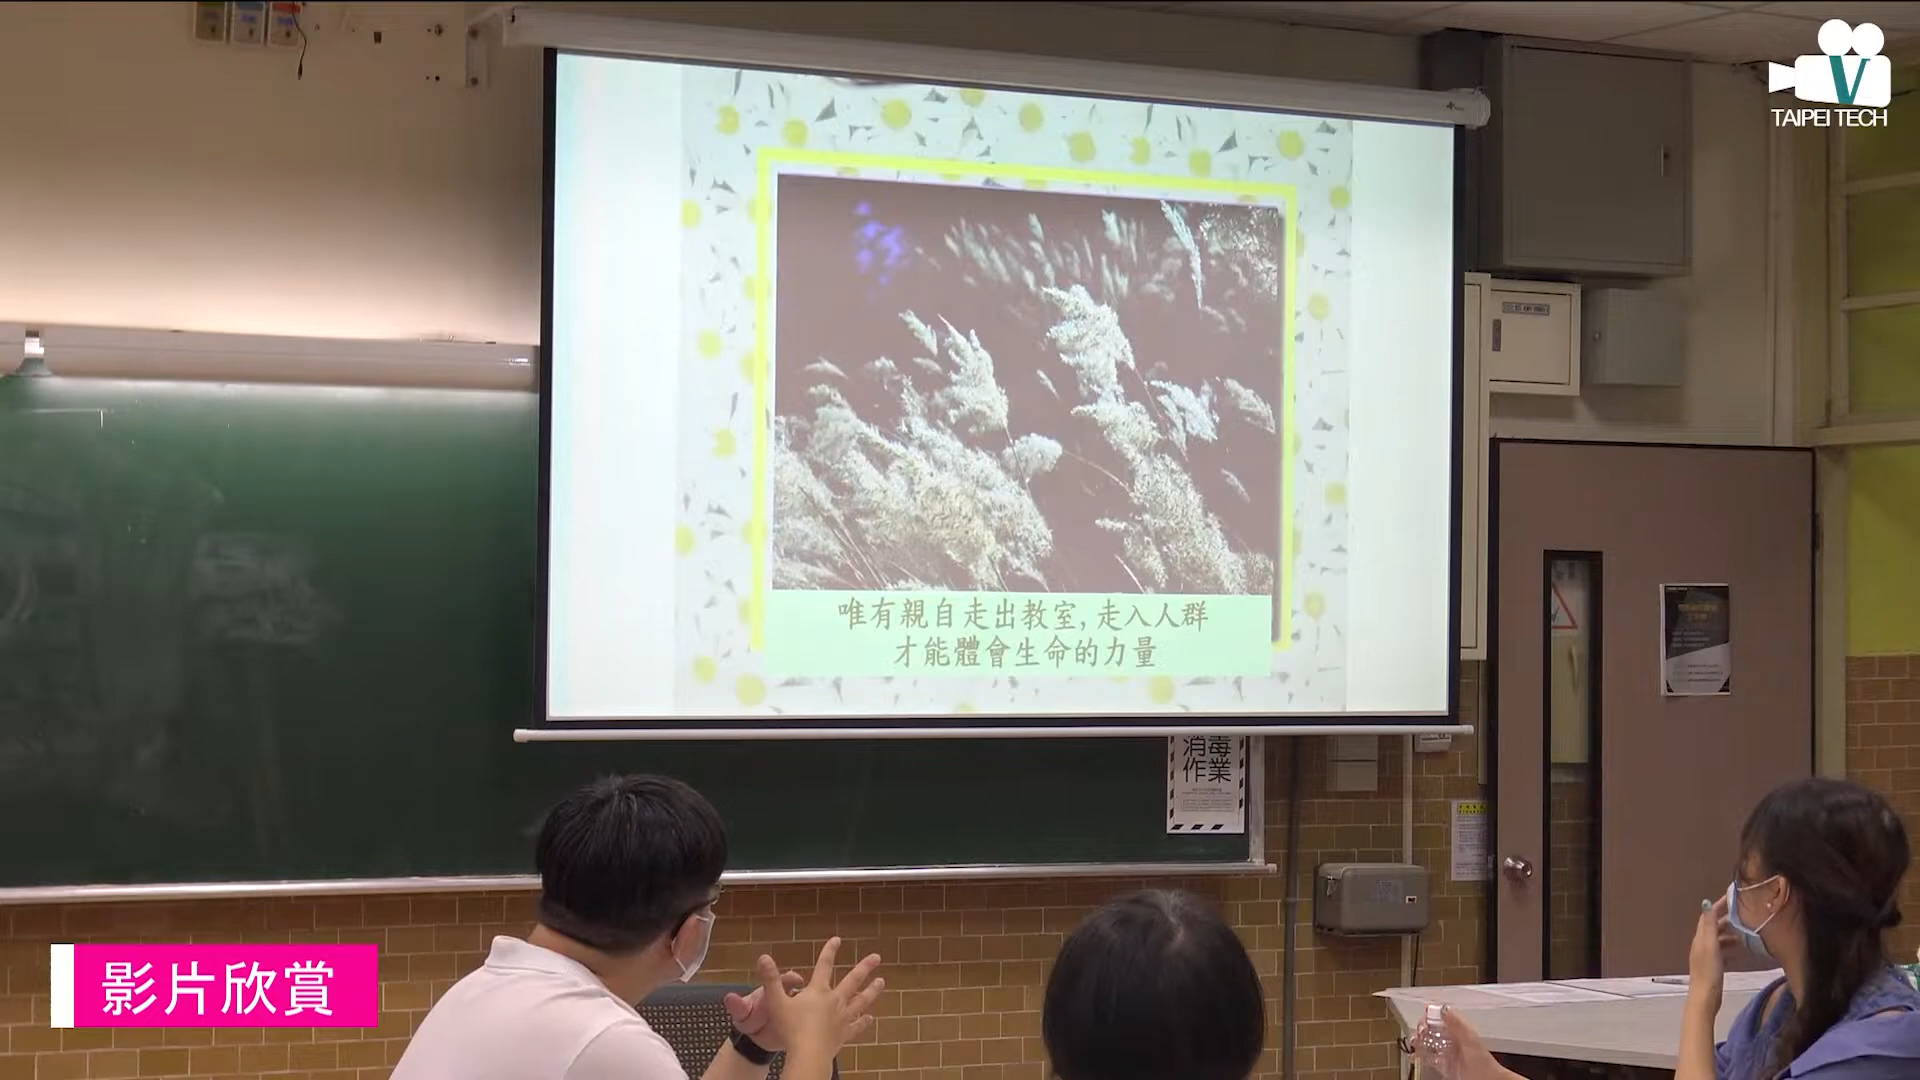 V
TAIPEI TECH
唯有親自走出教室,走入人群
才能體會生命的力量
消毒
作業
影片欣賞